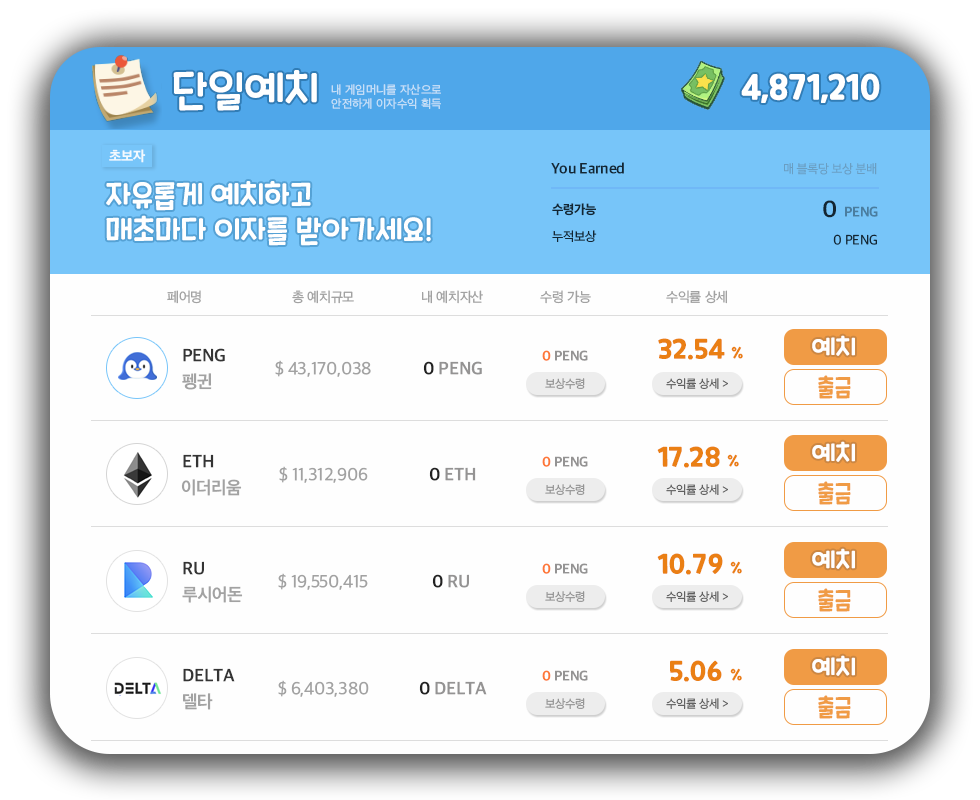 단일예치
내 게임머니를 자산으로
안전하게 이자수익 획득
4,871,210
초보자
자유롭게 예치하고
매초마다 이자를 받아가세요!
You Earned
매 블록당 보상 분배
수령가능
0 PENG
누적보상
0 PENG
페어명 총 예치규모 내 예치자산 수령 가능 수익률 상세
PENG
펭귄
$ 43,170,038
0 PENG
0 PENG
보상수령
32.54 %
수익률 상세 >
예치
출금
ETH
이더리움
$ 11,312,906
0 ETH
0 PENG
보상수령
17.28 %
수익률 상세 >
예치
출금
RU
루시어돈
$ 19,550,415
0 RU
0 PENG
보상수령
10.79 %
수익률 상세 >
예치
출금
DELTA
DELTA
델타
$ 6,403,380
0 DELTA
0 PENG
보상수령
5.06 %
수익률 상세 >
예치
출금